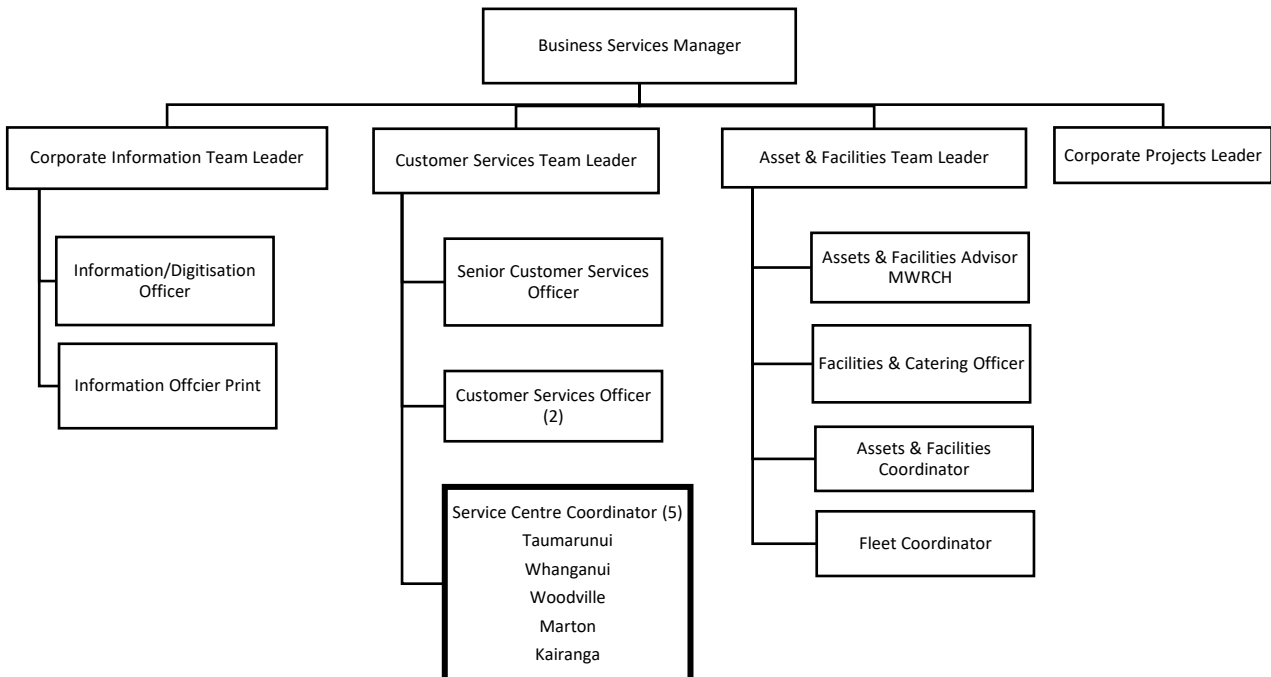 Business Services Manager
Corporate Information Team Leader
Customer Services Team Leader
Asset & Facilities Team Leader
Corporate Projects Leader
Information/Digitisation
Officer
Information Offcier Print
Senior Customer Services
Officer
Customer Services Officer
(2)
Service Centre Coordinator (5)
Taumarunui
Whanganui
Woodville
Marton
Kairanga
Assets & Facilities Advisor
MWRCH
Facilities & Catering Officer
Assets & Facilities
Coordinator
Fleet Coordinator